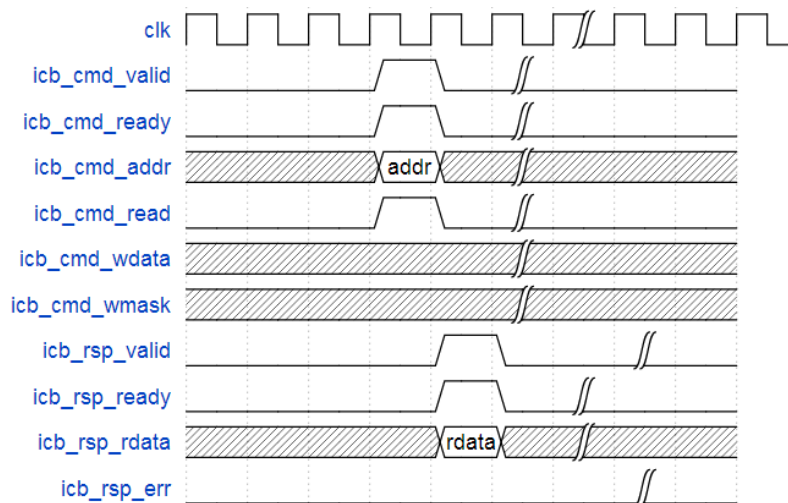 clk
icb_cmd_valid
icb_cmd_ready
icb_cmd_addr
addr
icb_cmd_read
icb_cmd_wdata
icb_cmd_wmask
icb_rsp_valid
icb_rsp_ready
icb_rsp_rdata
rdata
icb_rsp_err